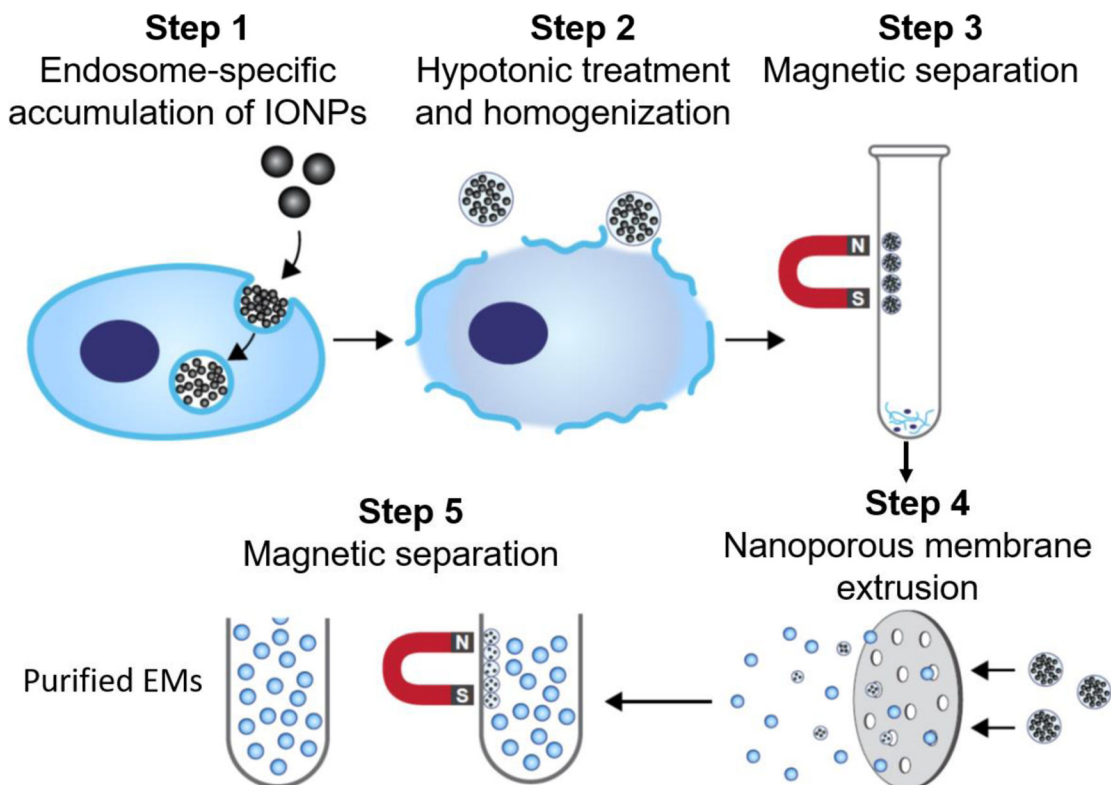 Step 1
Endosome-specific
accumulation of IONPs
Step 2
Hypotonic treatment
and homogenization
Step 3
Magnetic separation
N
S
Step 4
Nanoporous membrane
extrusion
Step 5
Magnetic separation
N
S
Purified EMs